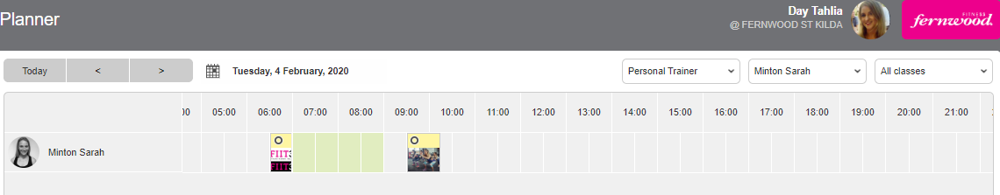 Planner
Day Tahlia
@ FERNWOOD ST KILDA
FITNESS
fernwood.
Today < >
Tuesday, 4 February, 2020
Personal Trainer
Minton Sarah
All classes
:00 05:00 06:00 07:00 08:00 09:00 10:00 11:00 12:00 13:00 14:00 15:00 16:00 17:00 18:00 19:00 20:00 21:00
Minton Sarah
FIIT3
FIIT3